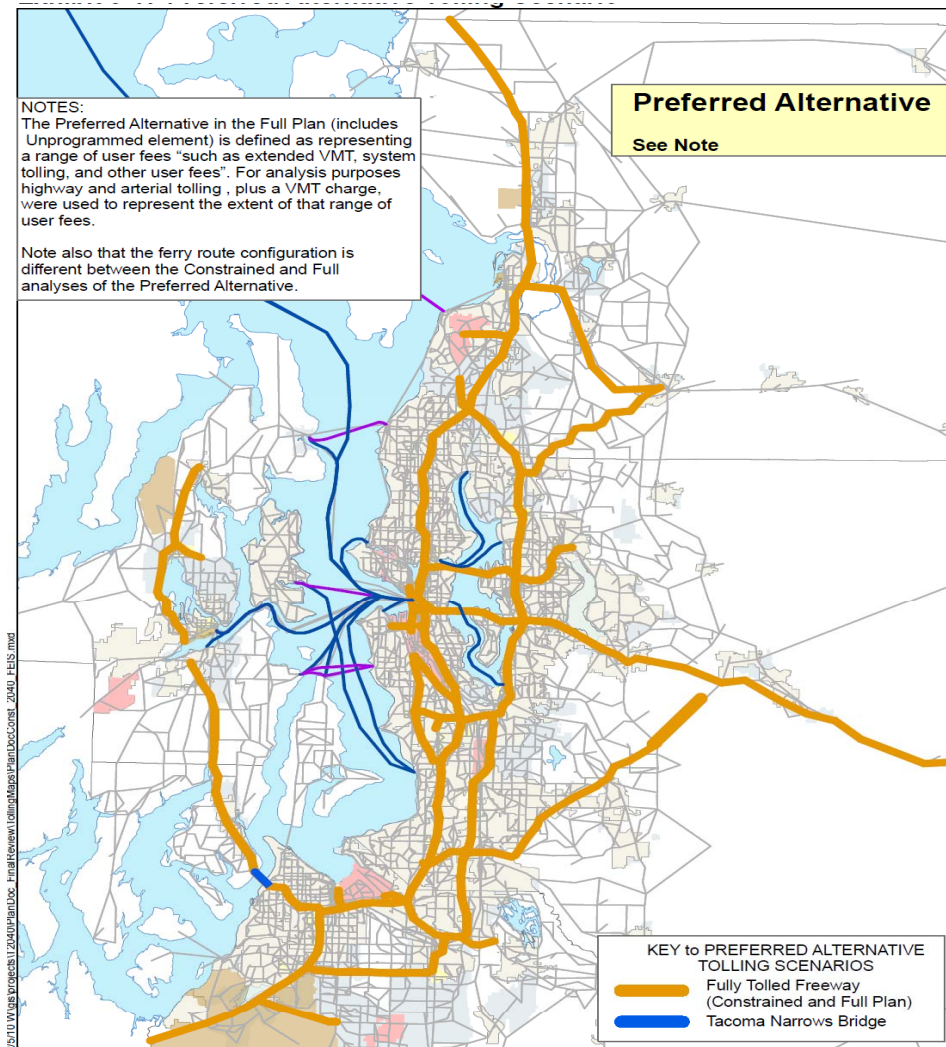 Preferred Alternative
See Note
NOTES:
The Preferred Alternative in the Full Plan (includes
Unprogrammed element) is defined as representing
a range of user fees “such as extended VMT, system
tolling, and other user fees”. For analysis purposes
highway and arterial tolling , plus a VMT charge,
were used to represent the extent of that range of
user fees.
Note also that the ferry route configuration is
different between the Constrained and Full
analyses of the Preferred Alternative.
KEY to PREFERRED ALTERNATIVE
TOLLING SCENARIOS
Fully Tolled Freeway
(Constrained and Full Plan)
Tacoma Narrows Bridge